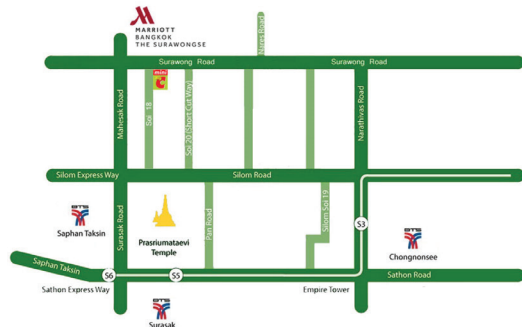 MARRIOTT
BANGKOK
THE SURAWONGSE
Nares Road
Surawong Road
Surawong Road
mini
C
Mahesak Road
Soi 18
Soi 20 (Short Cut Way)
Narathivas Road
Silom Express Way
Silom Road
BTS
Saphan Taksin
Surasak Road
Prasriumataevi
Temple
Pan Road
Silom Soi 19
S3
BTS
Chongnonsee
Saphan Taksin
S6
S5
Sathon Road
Sathon Express Way
Empire Tower
BTS
Surasak